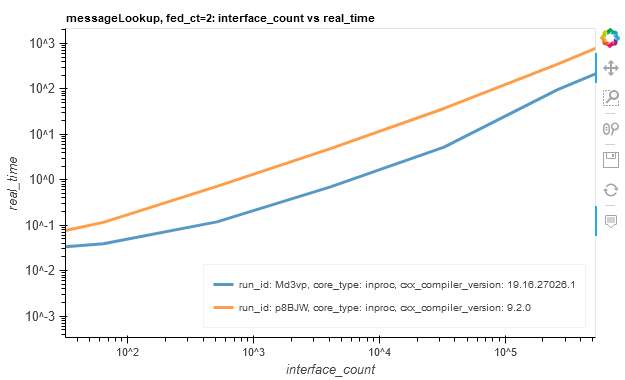 messageLookup, fed_ct=2: interface_count vs real_time
10^3
10^2
10^1
10^0
10^-1
10^-2
10^-3
real_time
run_id: Md3vp, core_type: inproc, cxx_compiler_version: 19.16.27026.1
run_id: p8BJW, core_type: inproc, cxx_compiler_version: 9.2.0
10^2 10^3 10^4 10^5
interface_count